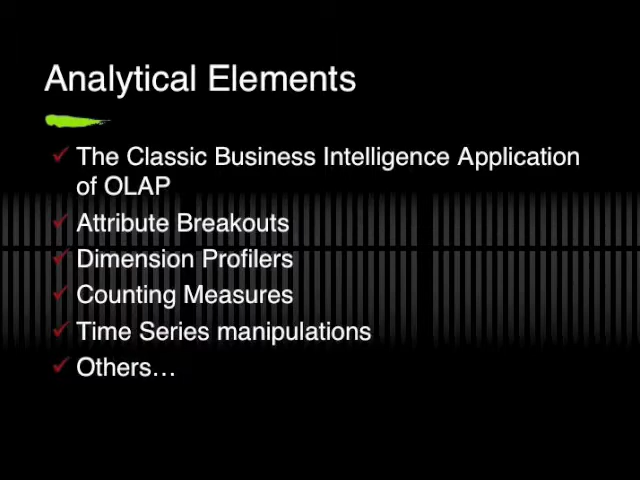 Analytical Elements
The Classic Business Intelligence Application
of OLAP
Attribute Breakouts
Dimension Profilers
Counting Measures
Time Series manipulations
Others…